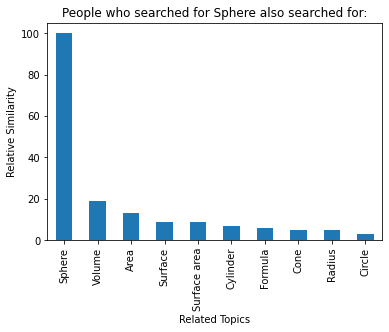 People who searched for Sphere also searched for:
Relative Similarity
100
80
60
40
20
0
Sphere
Volume
Area
Surface
Surface area
Cylinder
Formula
Cone
Radius
Circle
Related Topics